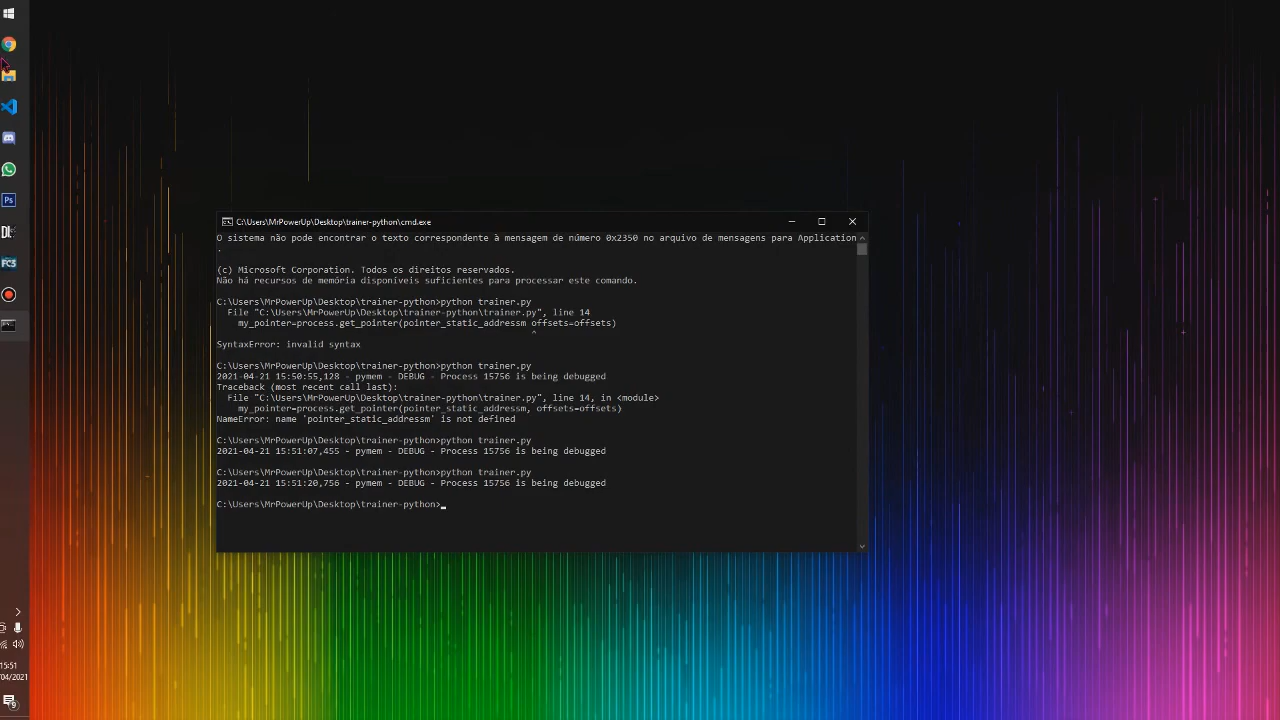 C:\Users\MrPowerUp\Desktop\trainer-python\cmd.exe
O sistema não pode encontrar o texto correspondente à mensagem de número 0x2350 no arquivo de mensagens para Application
.
(c) Microsoft Corporation. Todos os direitos reservados.
Não há recursos de memória disponíveis suficientes para processar este comando.
C:\Users\MrPowerUp\Desktop\trainer-python>python trainer.py
File "C:\Users\MrPowerUp\Desktop\trainer-python\trainer.py", line 14
my_pointer=process.get_pointer(pointer_static_addressm offsets=offsets)
^
SyntaxError: invalid syntax
C:\Users\MrPowerUp\Desktop\trainer-python>python trainer.py
2021-04-21 15:50:55,128 - pymem - DEBUG - Process 15756 is being debugged
Traceback (most recent call last):
File "C:\Users\MrPowerUp\Desktop\trainer-python\trainer.py", line 14, in <module>
my_pointer=process.get_pointer(pointer_static_addressm, offsets=offsets)
NameError: name 'pointer_static_addressm' is not defined
C:\Users\MrPowerUp\Desktop\trainer-python>python trainer.py
2021-04-21 15:51:07,455 - pymem - DEBUG - Process 15756 is being debugged
C:\Users\MrPowerUp\Desktop\trainer-python>python trainer.py
2021-04-21 15:51:20,756 - pymem - DEBUG - Process 15756 is being debugged
C:\Users\MrPowerUp\Desktop\trainer-python>_
Ps
FC3
15:51
/04/2021